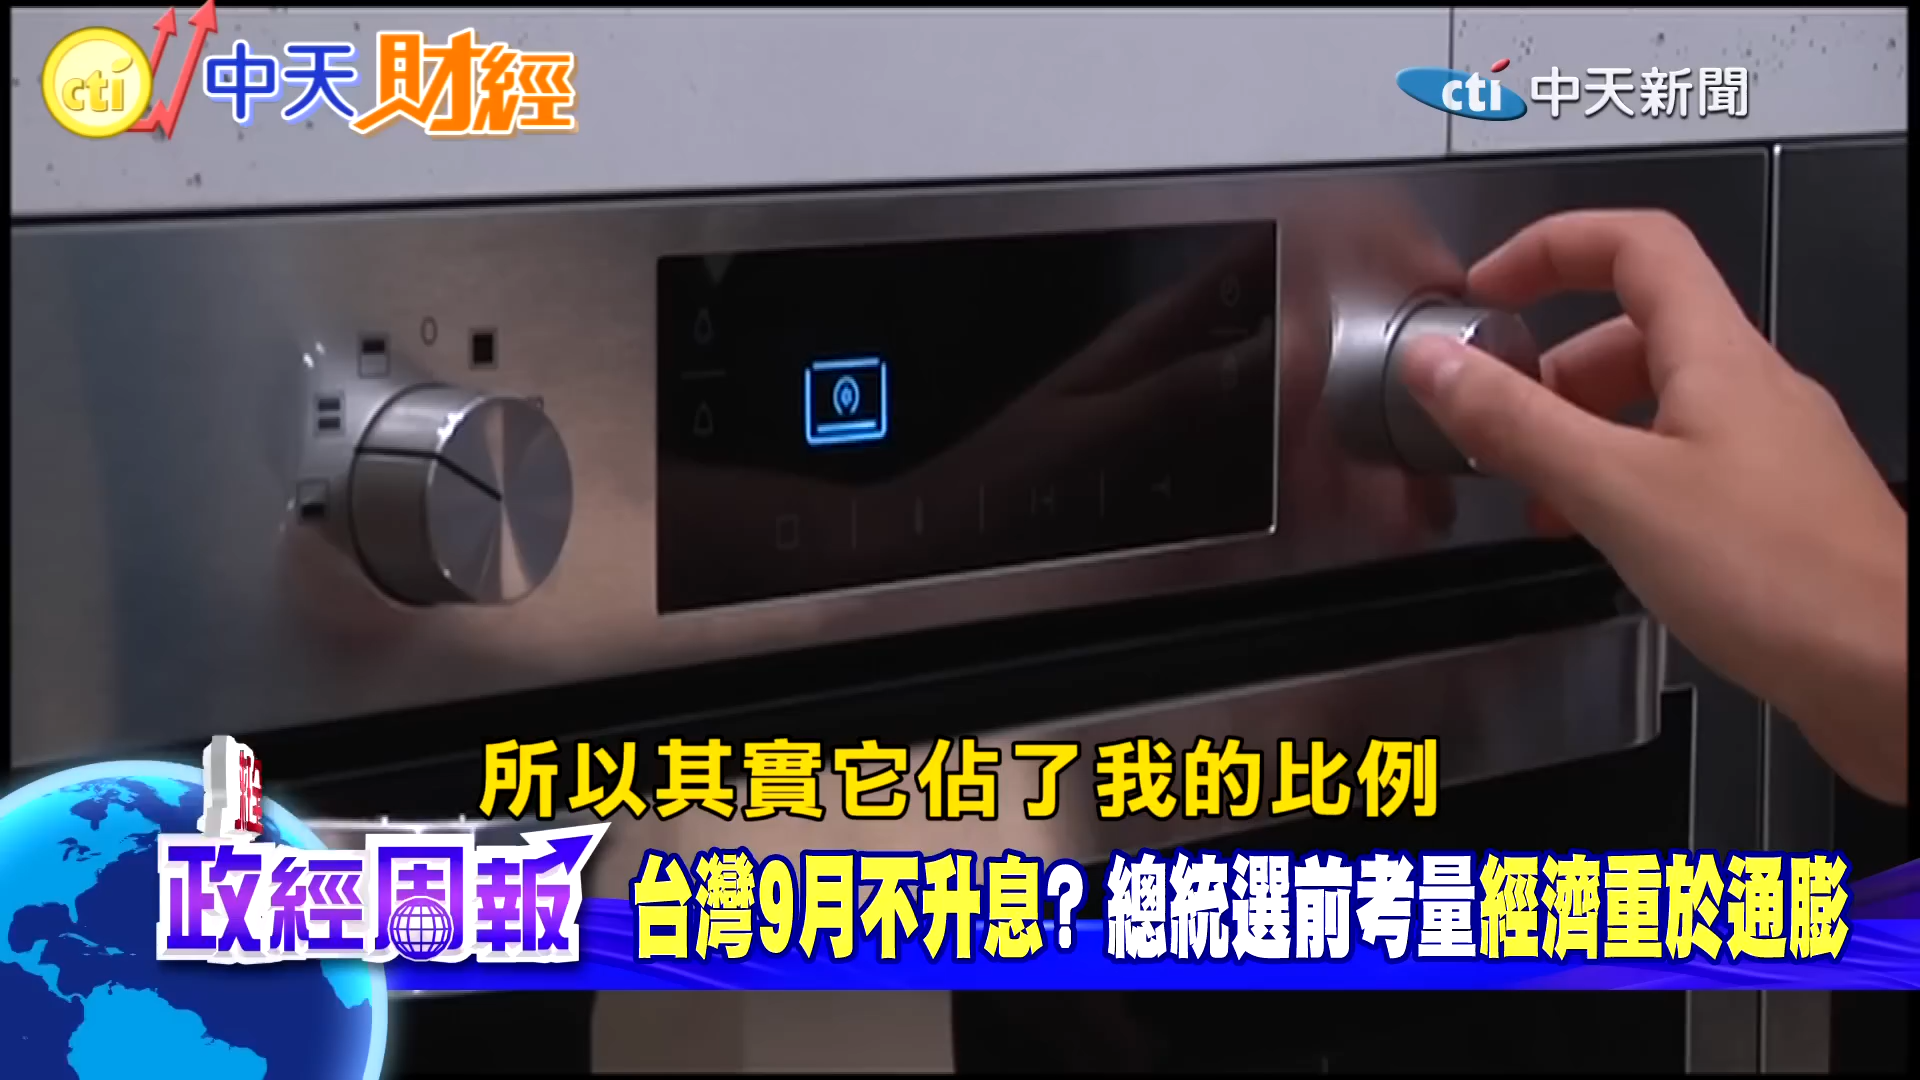 cti 中天財經
cti 中天新聞
所以其實它佔了我的比例
政經周報
台灣9月不升息? 總統選前考量經濟重於通膨